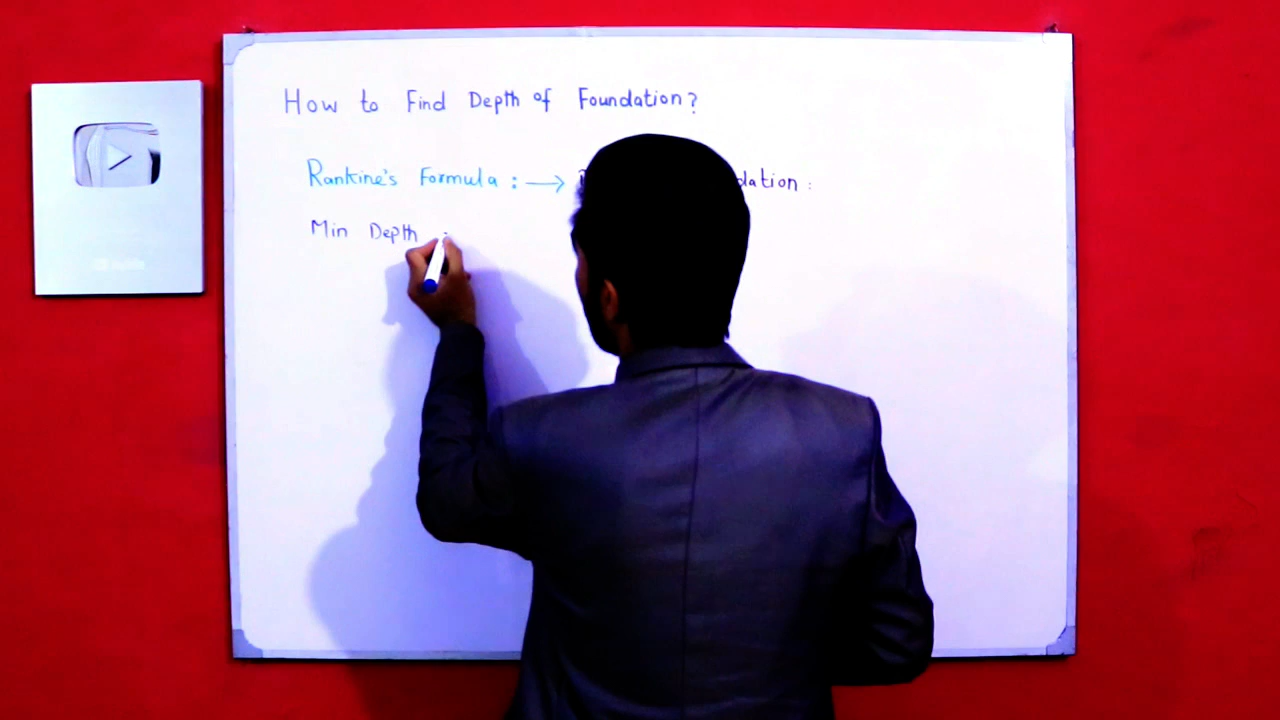 How to Find Depth of Foundation?
Rankine's Formula : → dation :
Min Depth